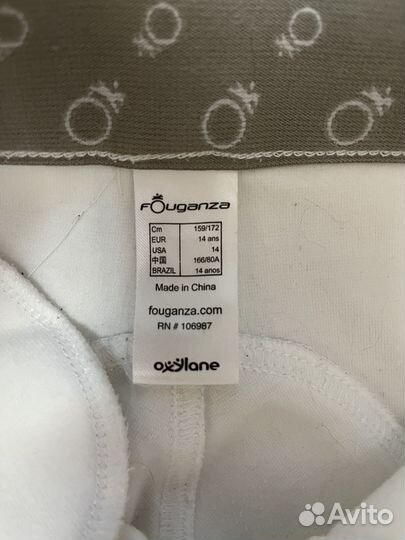 FOuganza
Cm 159/172
EUR 14 ans
USA 14
中国 166/80A
BRAZIL 14 anos
Made in China
fouganza.com
RN # 106987
oxylane
Avito